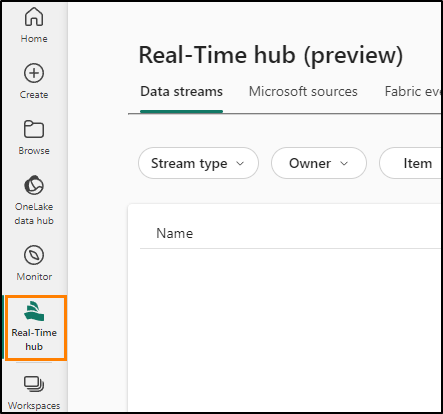 Home
Create
Browse
OneLake
data hub
Monitor
Real-Time
hub
Workspaces
Real-Time hub (preview)
Data streams Microsoft sources Fabric eve
Stream type Owner Item
Name